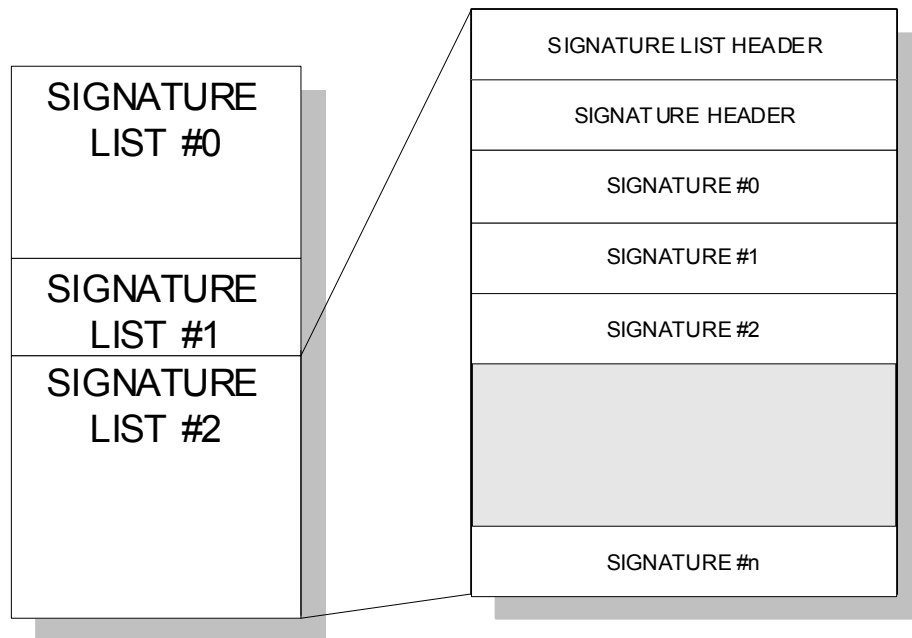 SIGNATURE
LIST #0
SIGNATURE
LIST #1
SIGNATURE
LIST #2
SIGNATURE LIST HEADER
SIGNATURE HEADER
SIGNATURE #0
SIGNATURE #1
SIGNATURE #2
SIGNATURE #n